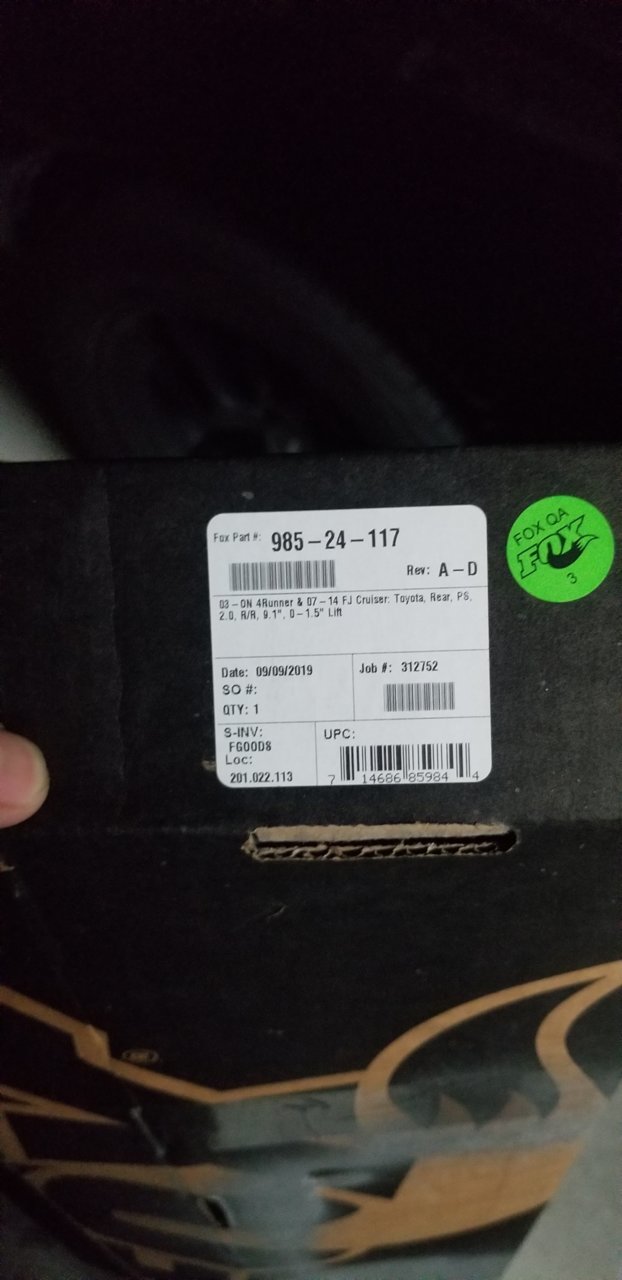 Fox Part #: 985-24-117
Rev: A-D
03-ON 4Runner & 07-14 FJ Cruiser: Toyota, Rear, PS,
2.0, R/R, 9.1", 0-1.5" Lift
Date: 09/09/2019
Job #: 312752
SO #:
QTY: 1
S-INV:
FGOODS
Loc:
201.022.113
UPC:
7 14686 85984 4
FOX QA
FOX
3